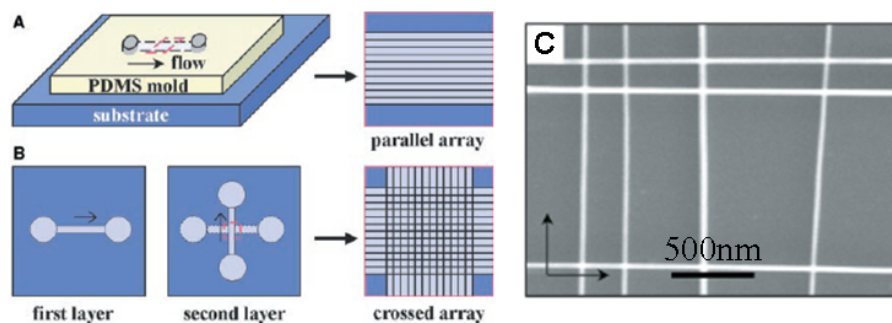 A
flow
PDMS mold
substrate
parallel array
B
first layer
second layer
crossed array
C
500nm